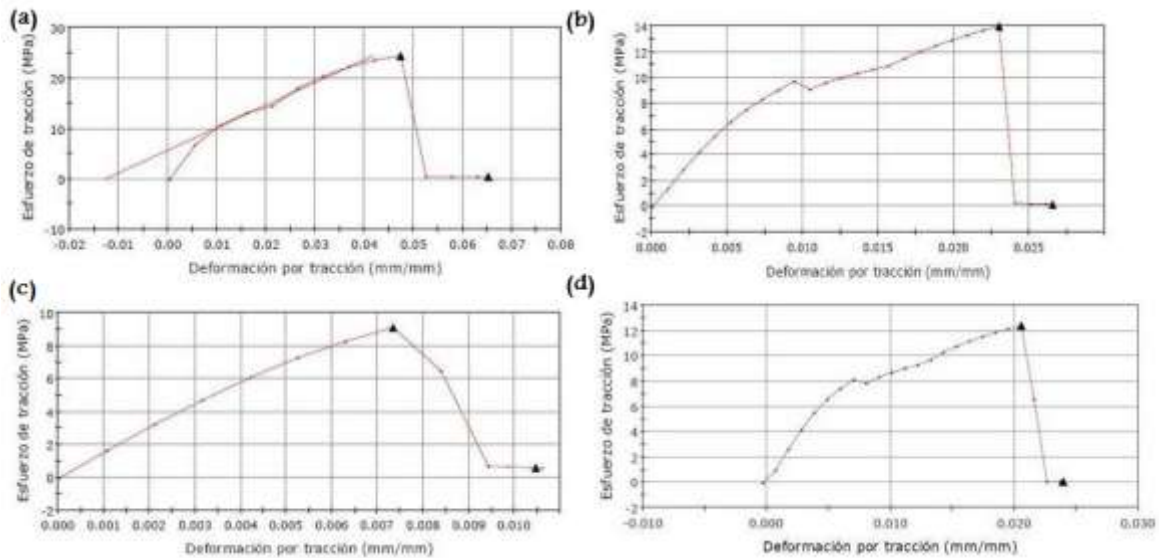 (a)
Esfuerzo de tracción (MPa)
30
20
10
0
-10
-0.02 -0.01 0.00 0.01 0.02 0.03 0.04 0.05 0.06 0.07 0.08
Deformación por tracción (mm/mm)
(b)
Esfuerzo de tracción (MPa)
14
12
10
8
6
4
2
0
-2
0.000 0.005 0.010 0.015 0.020 0.025
Deformación por tracción (mm/mm)
(c)
Esfuerzo de tracción (MPa)
10
8
6
4
2
0
-2
0.000 0.001 0.002 0.003 0.004 0.005 0.006 0.007 0.008 0.009 0.010
Deformación por tracción (mm/mm)
(d)
Esfuerzo de tracción (MPa)
14
12
10
8
6
4
2
0
-2
-0.010 0.000 0.010 0.020 0.030
Deformación por tracción (mm/mm)